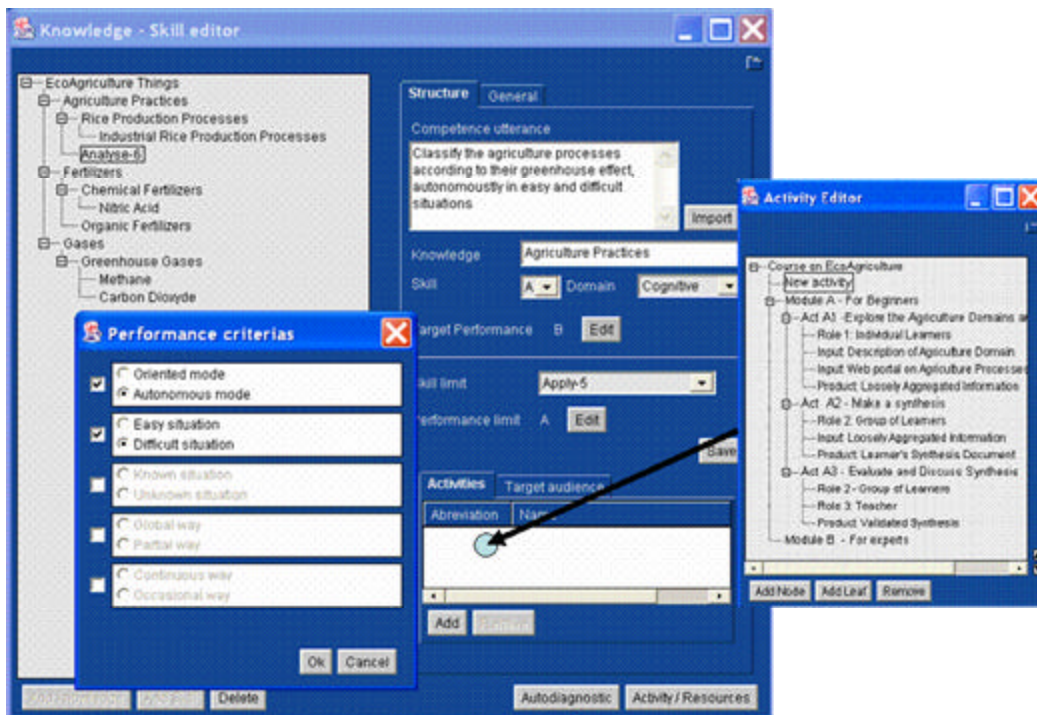 Knowledge - Skill editor
EcoAgriculture Things
Agriculture Practices
Rice Production Processes
Industrial Rice Production Processes
Analyse-6
Fertilizers
Chemical Fertilizers
Nitric Acid
Organic Fertilizers
Gases
Greenhouse Gases
Methane
Carbon Dioxyde
Structure General
Competence utterance
Classify the agriculture processes
according to their greenhouse effect,
autonomoustly in easy and difficult
situations
Import
Knowledge Agriculture Practices
Skill A Domain Cognitive
Target Performance B Edit
Skill limit Apply-5
Performance limit A Edit
Save
Activities Target audience
Abreviation
Add
Delete
Autodiagnostic Activity / Resources
Performance criterias
Oriented mode
Autonomous mode
Easy situation
Difficult situation
Known situation
Unknown situation
Global way
Partial way
Continuous way
Occasional way
Ok Cancel
Activity Editor
Course on EcoAgriculture
New activity
Module A - For Beginners
Act A1 -Explore the Agriculture Domains
Role 1: Individual Learners
Input: Description of Agriculture Domain
Input: Web portal on Agriculture Processes
Product: Loosely Aggregated Information
Act A2 - Make a synthesis
Role 2: Group of Learners
Input: Loosely Aggregated Information
Product: Learner's Synthesis Document
Act A3 - Evaluate and Discuss Synthesis
Role 2 - Group of Learners
Role 3: Teacher
Product: Validated Synthesis
Module B - For experts
Add Node Add Leaf Remove